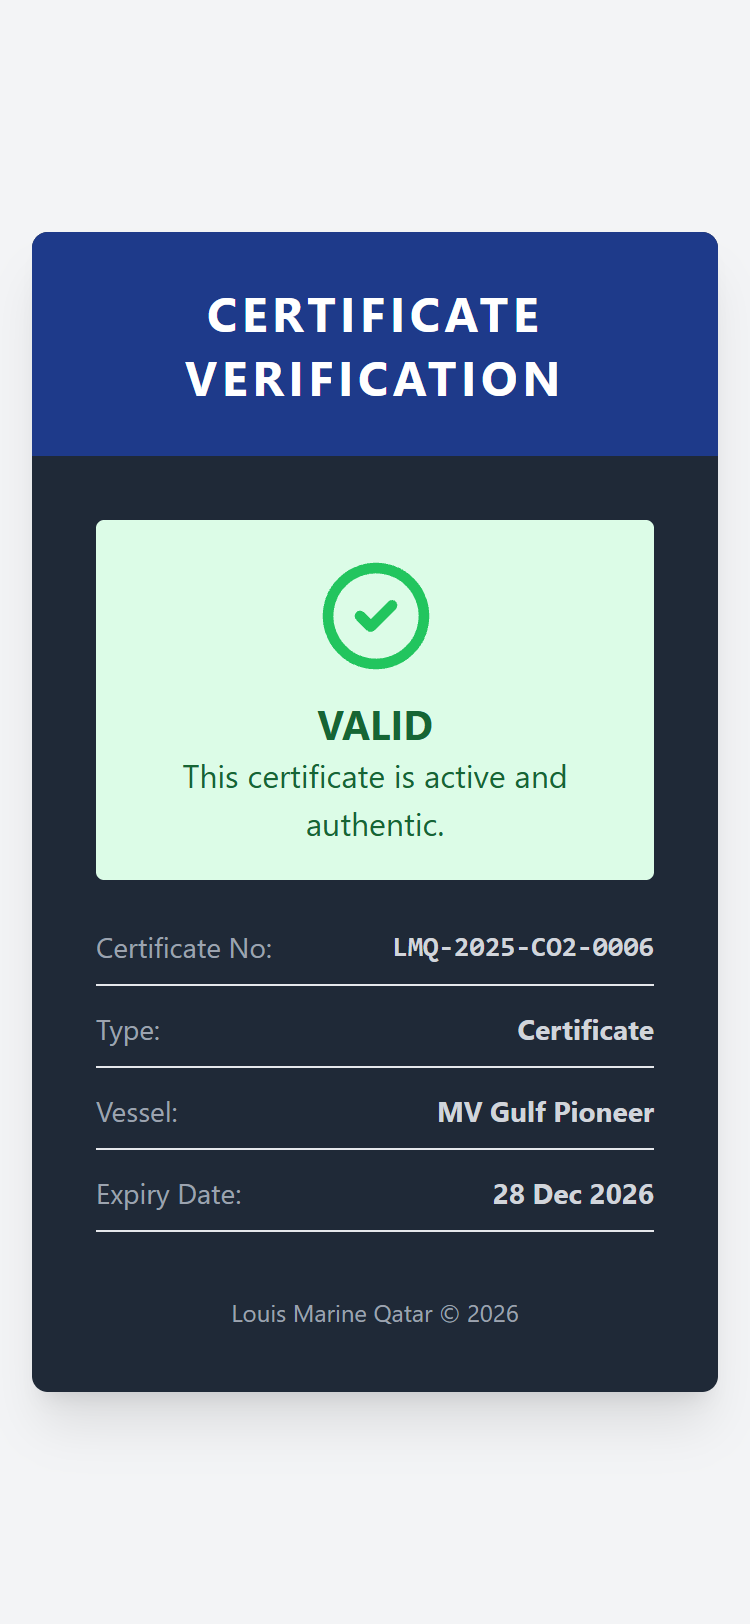 CERTIFICATE
VERIFICATION
VALID
This certificate is active and
authentic.
Certificate No: LMQ-2025-CO2-0006
Type: Certificate
Vessel: MV Gulf Pioneer
Expiry Date: 28 Dec 2026
Louis Marine Qatar © 2026